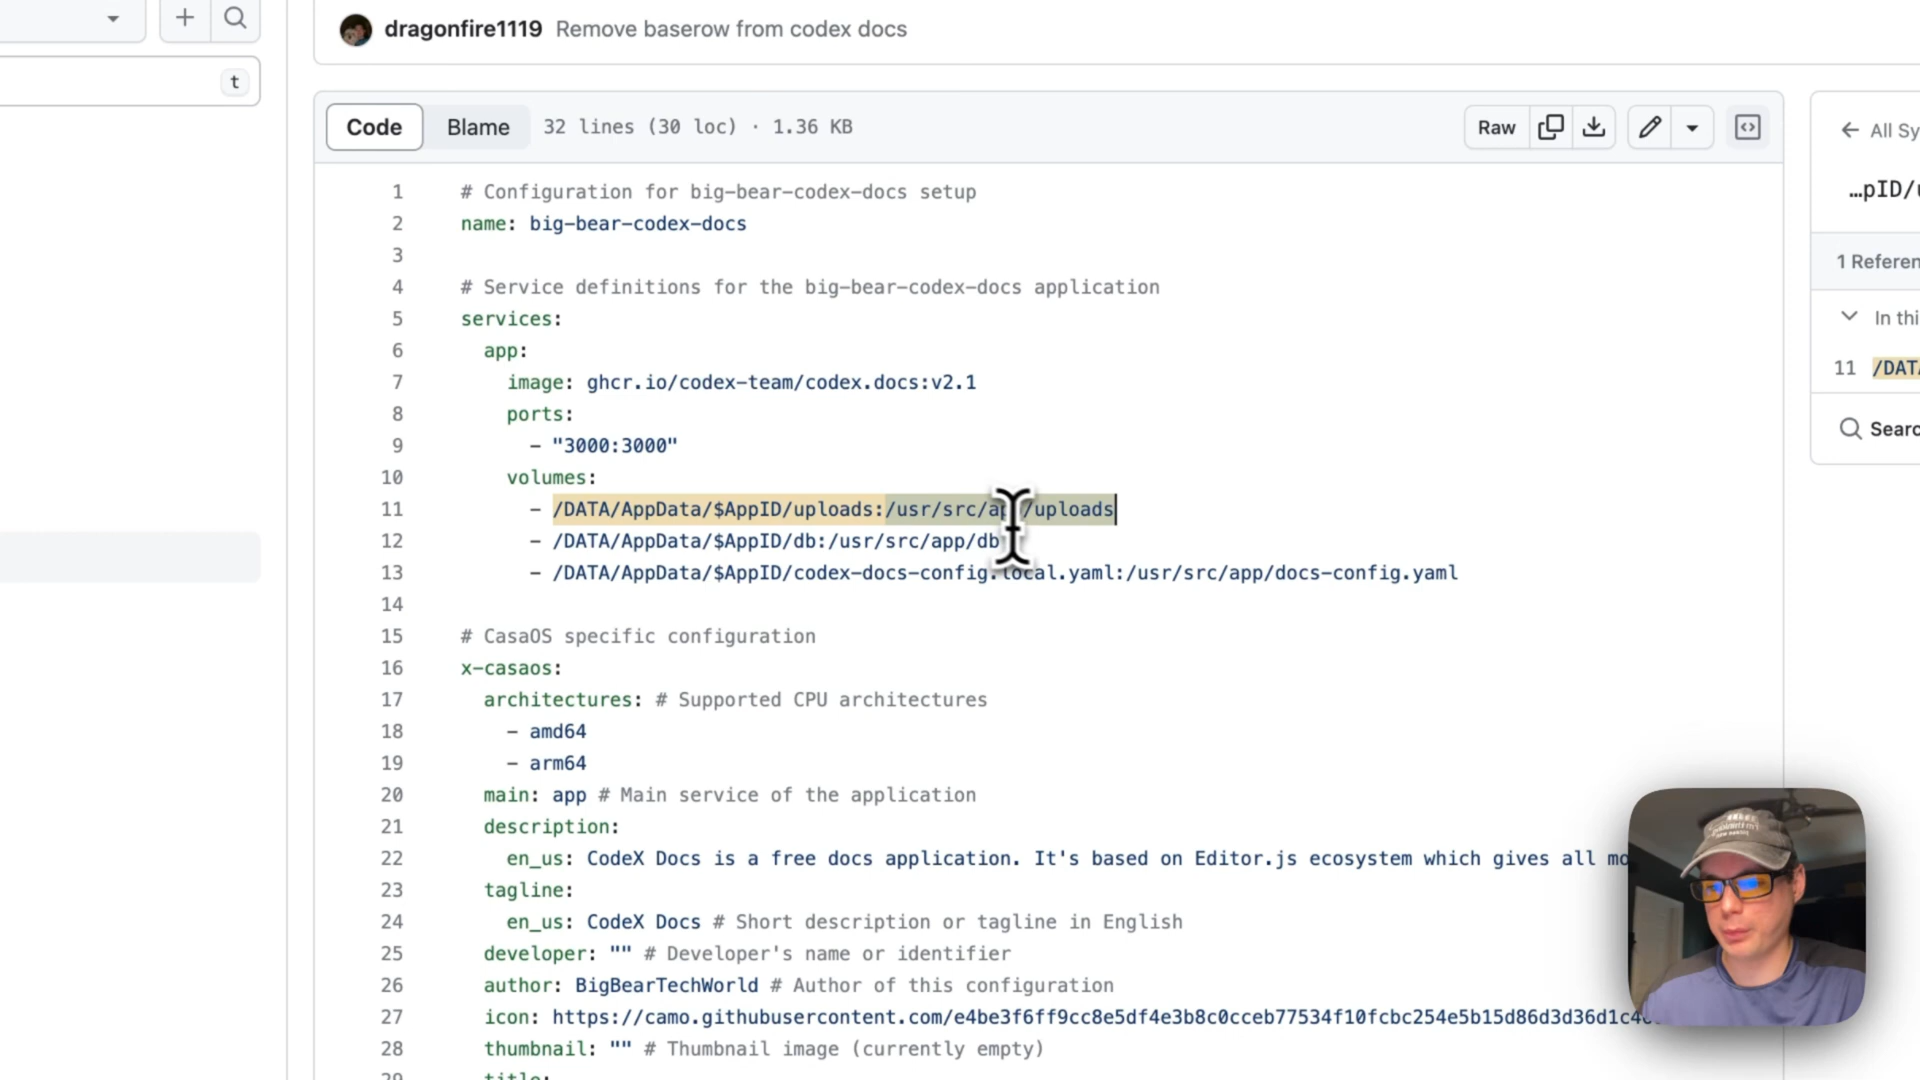 dragonfire1119 Remove baserow from codex docs
t
Code Blame 32 lines (30 loc) · 1.36 KB Raw
All Sy
...pID/u
1 Referen
In thi
11 /DATA
Searc
1 # Configuration for big-bear-codex-docs setup
2 name: big-bear-codex-docs
3
4 # Service definitions for the big-bear-codex-docs application
5 services:
6 app:
7 image: ghcr.io/codex-team/codex.docs:v2.1
8 ports:
9 - "3000:3000"
10 volumes:
11 - /DATA/AppData/$AppID/uploads:/usr/src/app/uploads
12 - /DATA/AppData/$AppID/db:/usr/src/app/db
13 - /DATA/AppData/$AppID/codex-docs-config.local.yaml:/usr/src/app/docs-config.yaml
14
15 # CasaOS specific configuration
16 x-casaos:
17 architectures: # Supported CPU architectures
18 - amd64
19 - arm64
20 main: app # Main service of the application
21 description:
22 en_us: CodeX Docs is a free docs application. It's based on Editor.js ecosystem which gives all mo
23 tagline:
24 en_us: CodeX Docs # Short description or tagline in English
25 developer: "" # Developer's name or identifier
26 author: BigBearTechWorld # Author of this configuration
27 icon: https://camo.githubusercontent.com/e4be3f6ff9cc8e5df4e3b8c0cceb77534f10fcbc254e5b15d86d3d36d1c4
28 thumbnail: "" # Thumbnail image (currently empty)
29 title: